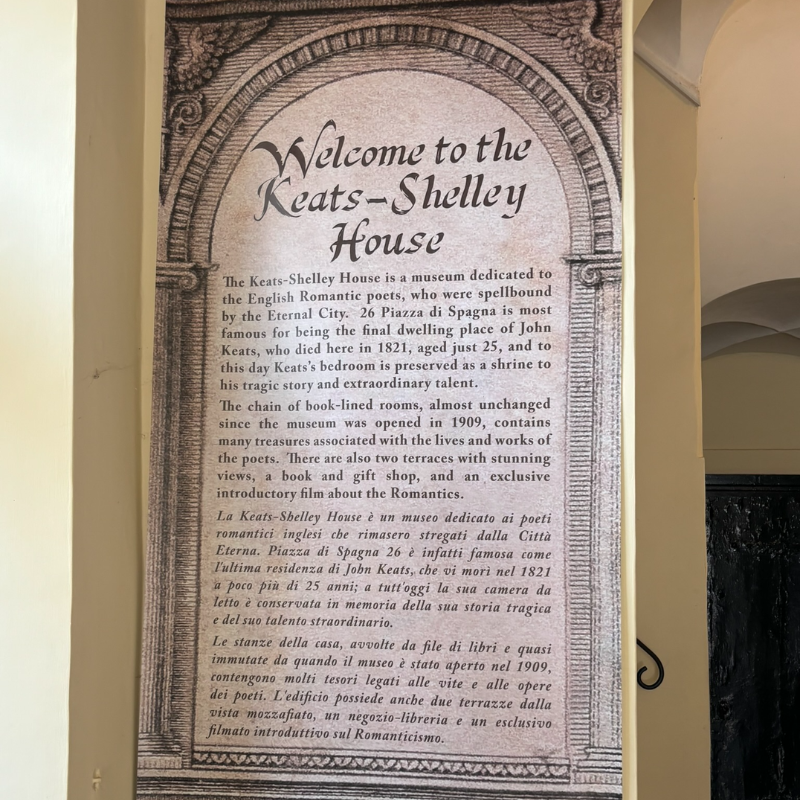 Welcome to the
Keats-Shelley
House
The Keats-Shelley House is a museum dedicated to
the English Romantic poets, who were spellbound
by the Eternal City. 26 Piazza di Spagna is most
famous for being the final dwelling place of John
Keats, who died here in 1821, aged just 25, and to
this day Keats's bedroom is preserved as a shrine to
his tragic story and extraordinary talent.
The chain of book-lined rooms, almost unchanged
since the museum was opened in 1909, contains
many treasures associated with the lives and works of
the poets. There are also two terraces with stunning
views, a book and gift shop, and an exclusive
introductory film about the Romantics.
La Keats-Shelley House è un museo dedicato ai poeti
romantici inglesi che rimasero stregati dalla Città
Eterna. Piazza di Spagna 26 è infatti famosa come
l'ultima residenza di John Keats, che vi morì nel 1821
a poco più di 25 anni; a tutt'oggi la sua camera da
letto è conservata in memoria della sua storia tragica
e del suo talento straordinario.
Le stanze della casa, avvolte da file di libri e quasi
immutate da quando il museo è stato aperto nel 1909,
contengono molti tesori legati alle vite e alle opere
dei poeti. L'edificio possiede anche due terrazze dalla
vista mozzafiato, un negozio-libreria e un esclusivo
filmato introduttivo sul Romanticismo.